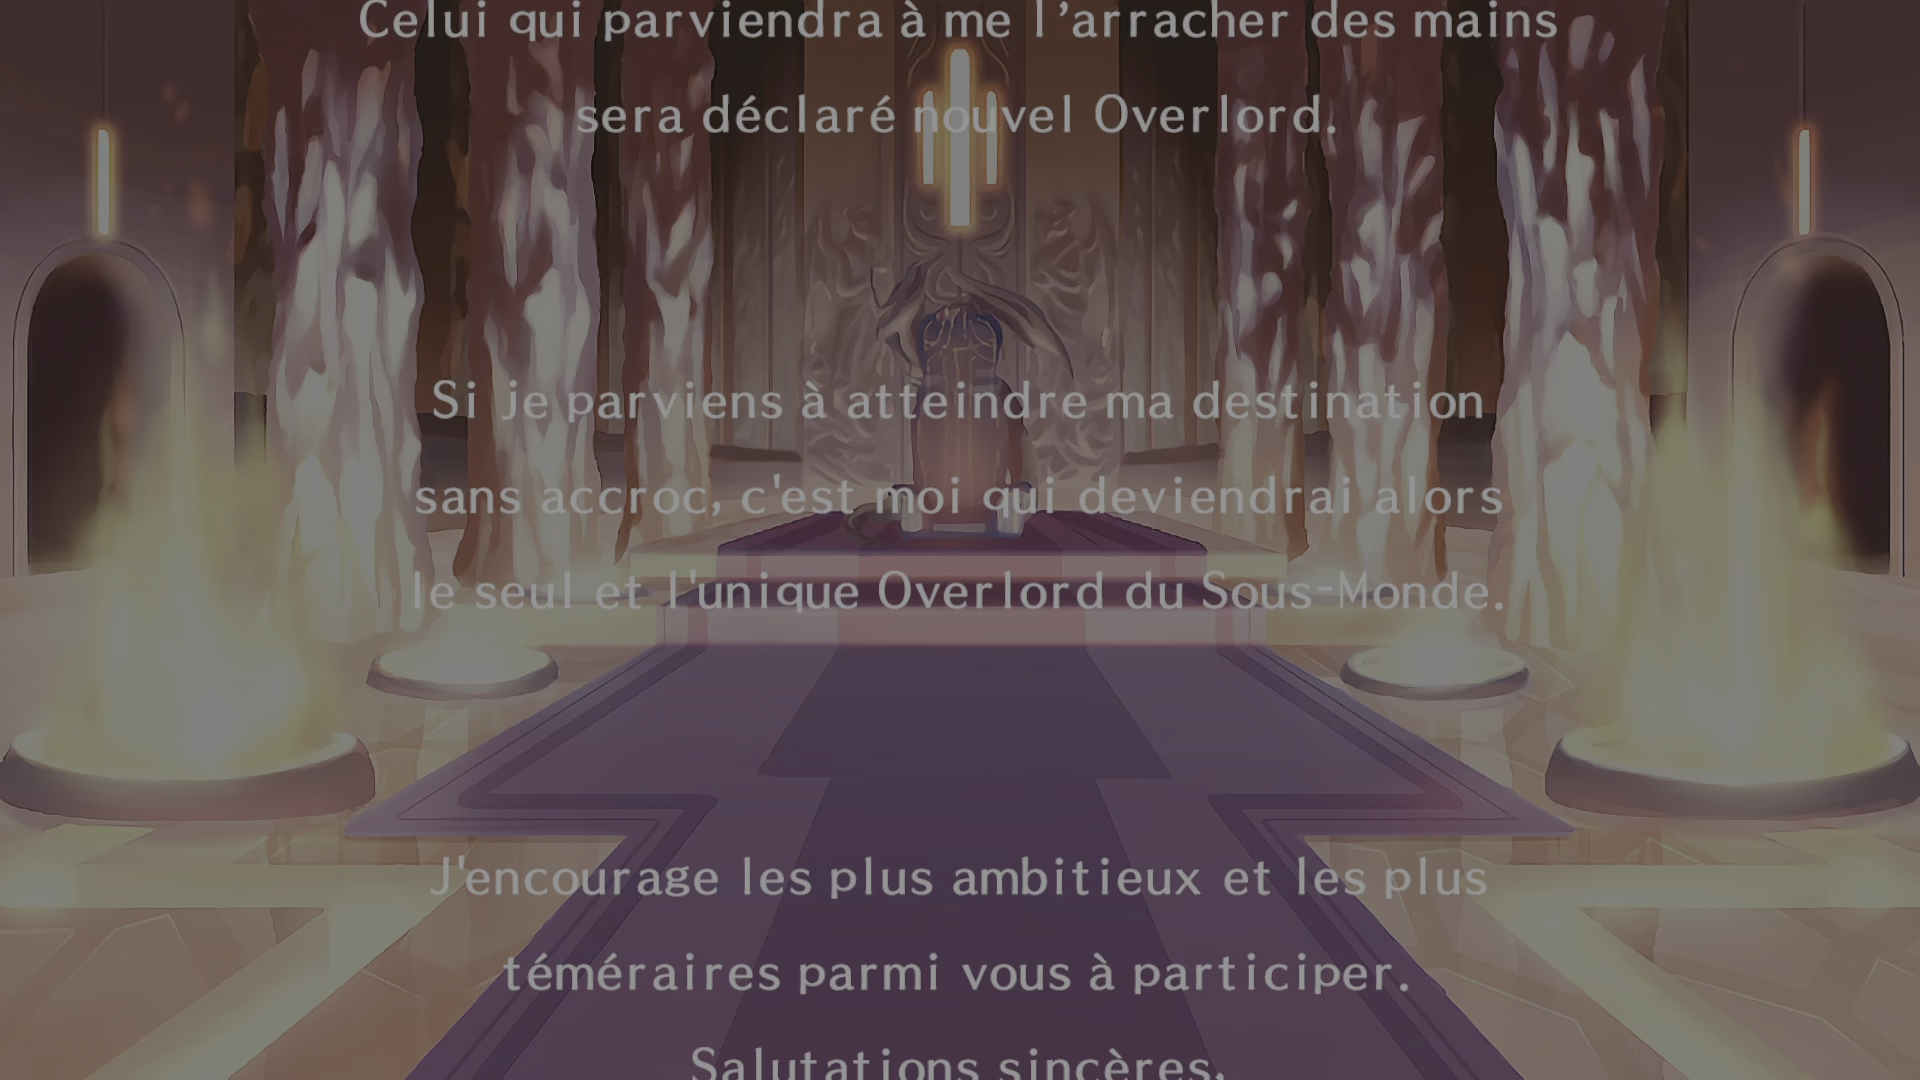 Celui qui parviendra à me l’arracher des mains
sera déclaré nouvel Overlord.
Si je parviens à atteindre ma destination
sans accroc, c'est moi qui deviendrai alors
le seul et l'unique Overlord du Sous-Monde.
J'encourage les plus ambitieux et les plus
téméraires parmi vous à participer.
Salutations sincères,